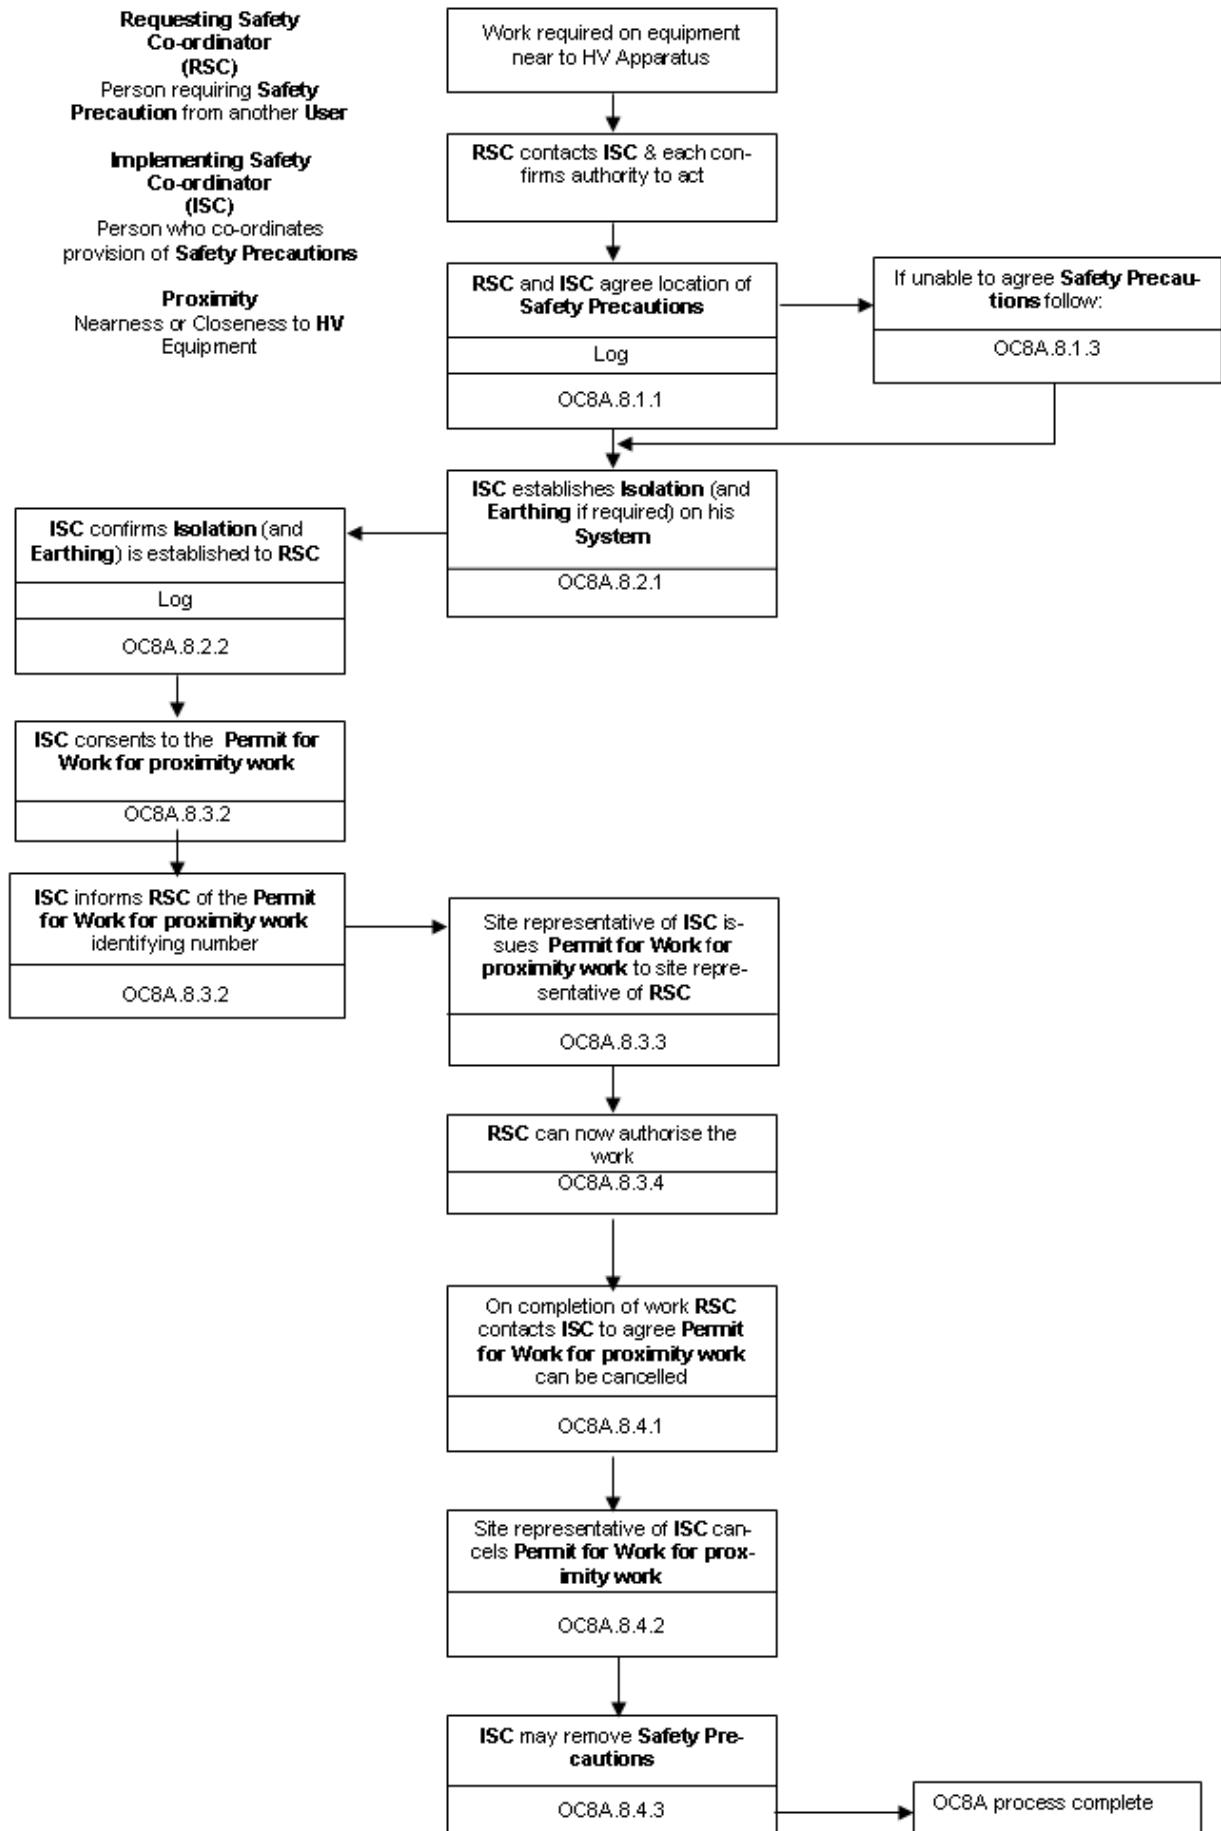 Requesting Safety
Co-ordinator
(RSC)
Person requiring Safety
Precaution from another User
Implementing Safety
Co-ordinator
(ISC)
Person who co-ordinates
provision of Safety Precautions
Proximity
Nearness or Closeness to HV
Equipment
Work required on equipment
near to HV Apparatus
RSC contacts ISC & each con-
firms authority to act
RSC and ISC agree location of
Safety Precautions
Log
OC8A.8.1.1
If unable to agree Safety Precau-
tions follow:
OC8A.8.1.3
ISC establishes Isolation (and
Earthing if required) on his
System
OC8A.8.2.1
ISC confirms Isolation (and
Earthing) is established to RSC
Log
OC8A.8.2.2
ISC consents to the Permit for
Work for proximity work
OC8A.8.3.2
ISC informs RSC of the Permit
for Work for proximity work
identifying number
OC8A.8.3.2
Site representative of ISC is-
sues Permit for Work for
proximity work to site repre-
sentative of RSC
OC8A.8.3.3
RSC can now authorise the
work
OC8A.8.3.4
On completion of work RSC
contacts ISC to agree Permit
for Work for proximity work
can be cancelled
OC8A.8.4.1
Site representative of ISC can-
cels Permit for Work for prox-
imity work
OC8A.8.4.2
ISC may remove Safety Pre-
cautions
OC8A.8.4.3
OC8A process complete